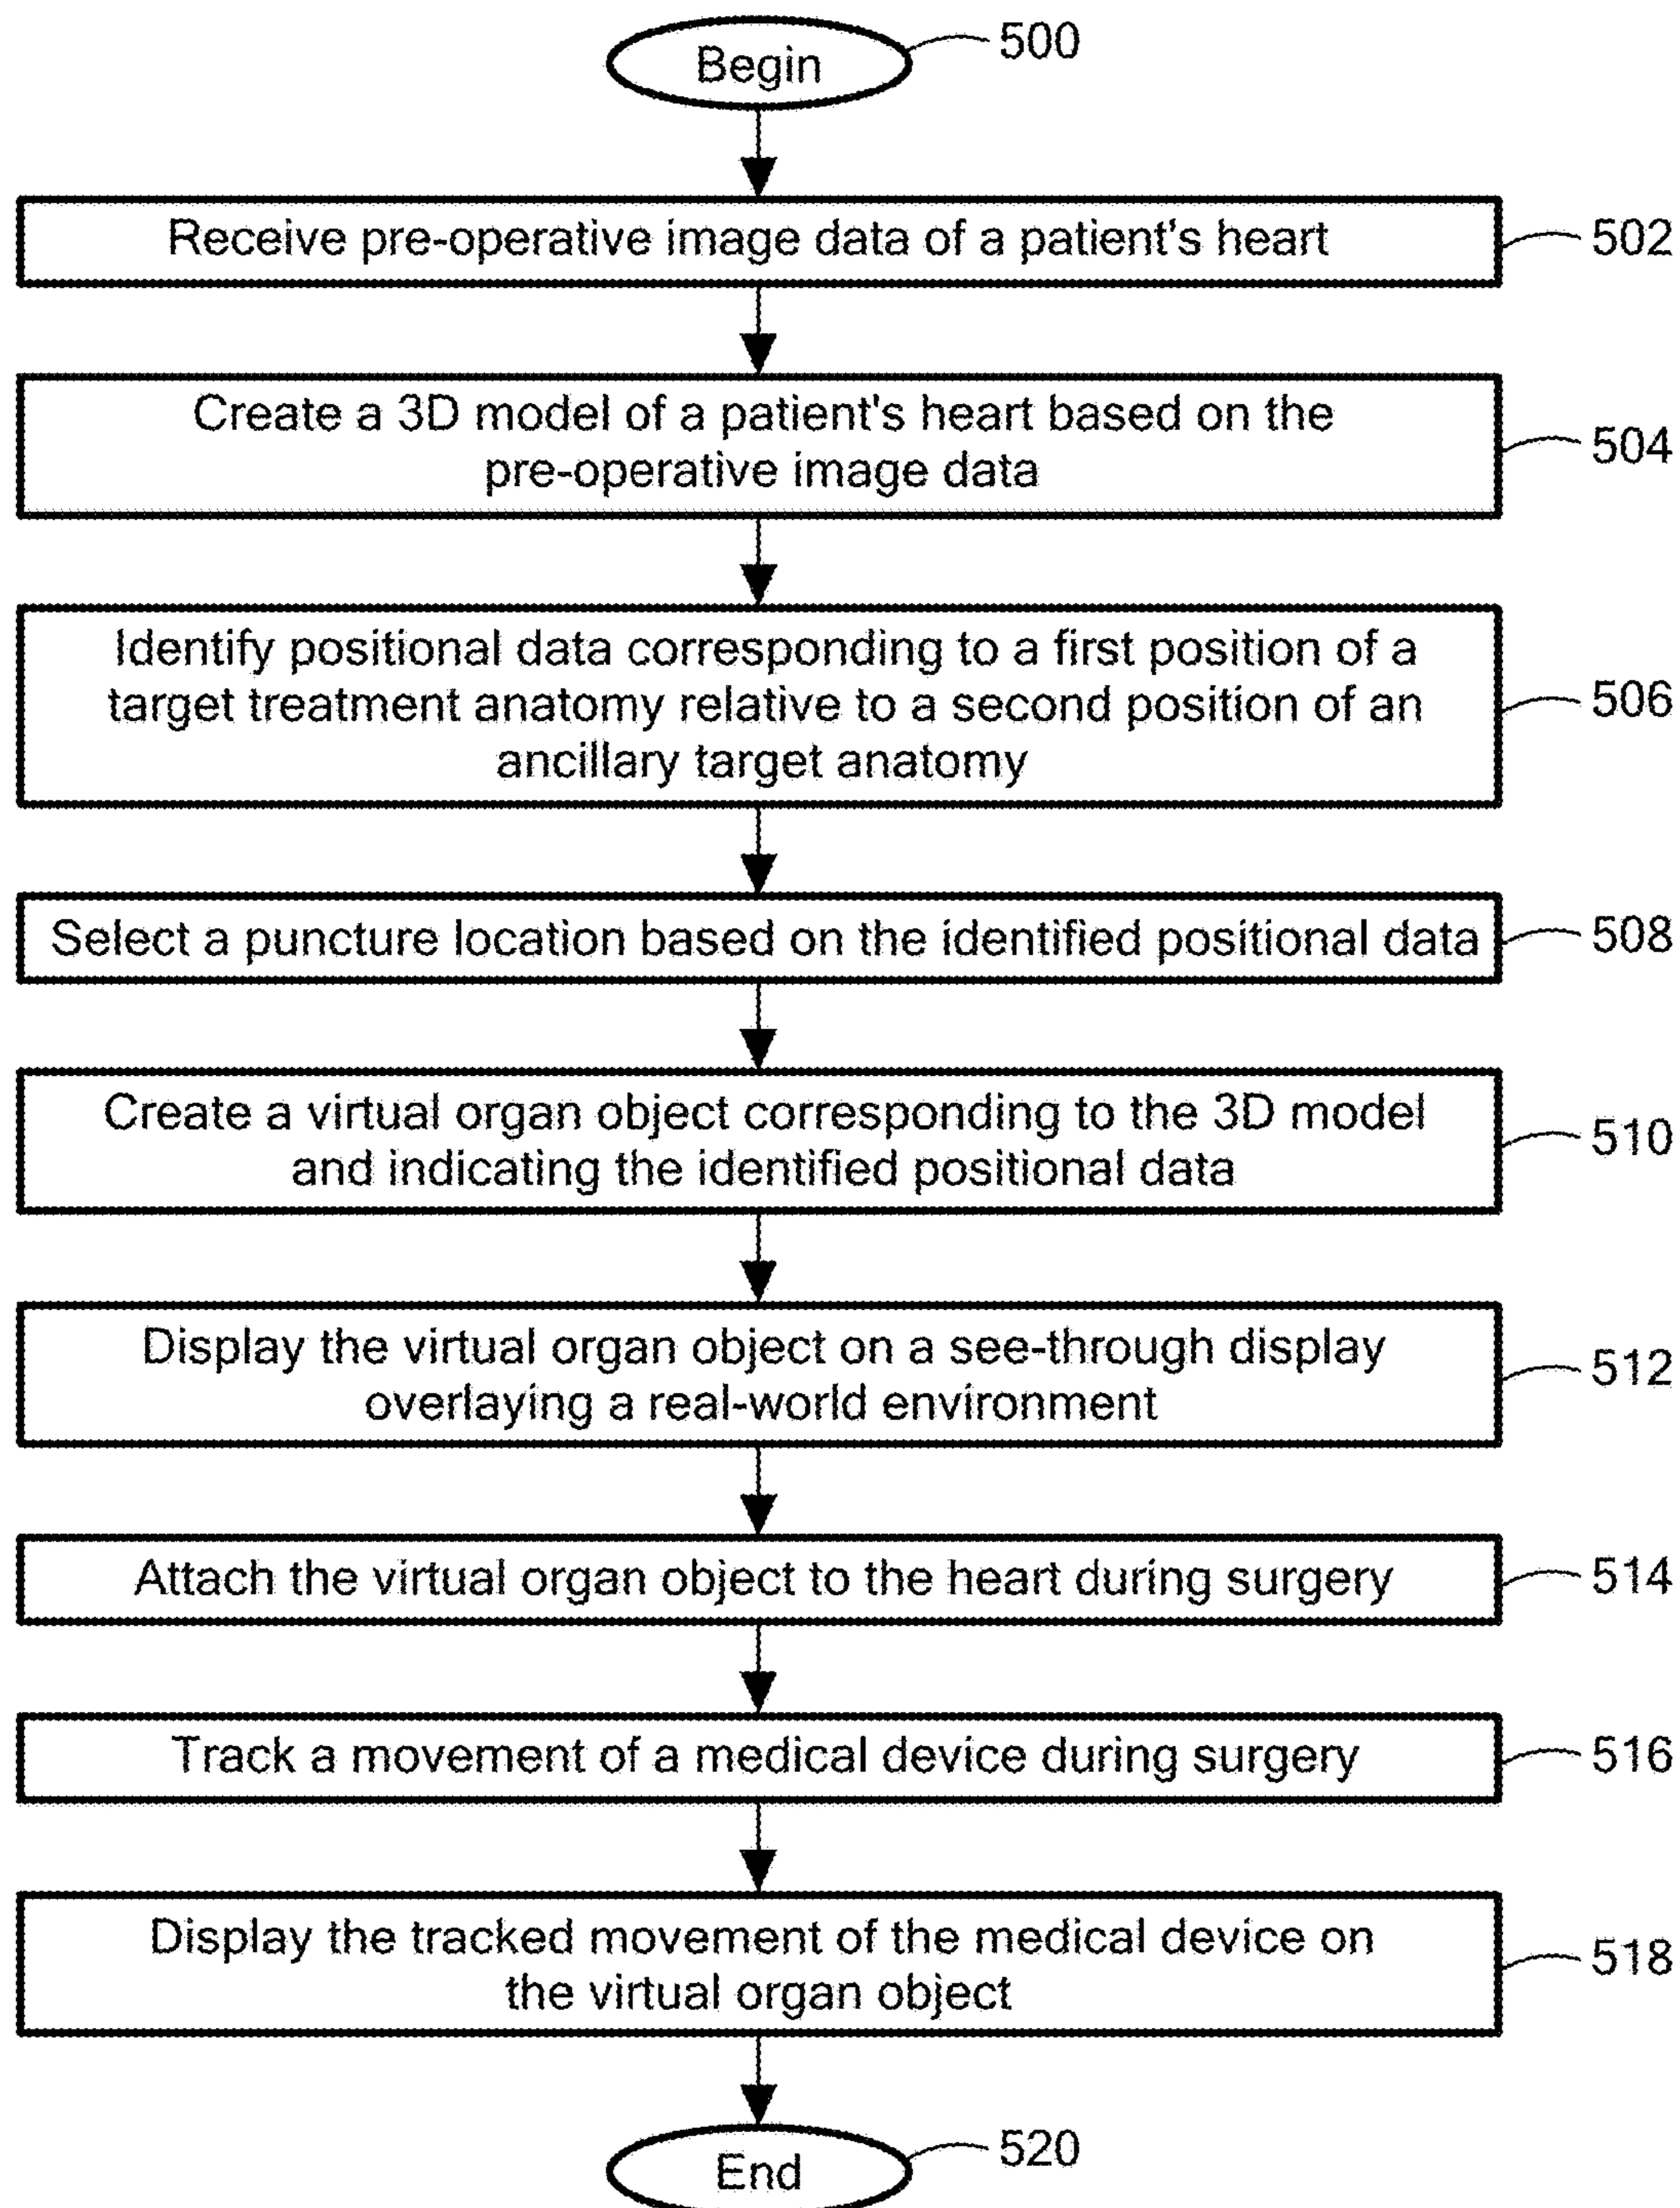 Begin
500
Receive pre-operative image data of a patient's heart
502
Create a 3D model of a patient's heart based on the
pre-operative image data
504
Identify positional data corresponding to a first position of a
target treatment anatomy relative to a second position of an
ancillary target anatomy
506
Select a puncture location based on the identified positional data
508
Create a virtual organ object corresponding to the 3D model
and indicating the identified positional data
510
Display the virtual organ object on a see-through display
overlaying a real-world environment
512
Attach the virtual organ object to the heart during surgery
514
Track a movement of a medical device during surgery
516
Display the tracked movement of the medical device on
the virtual organ object
518
End
520